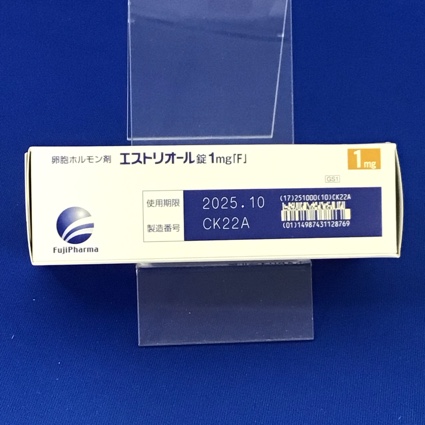 卵胞ホルモン剤 エストリオール錠1mg「F」
1mg
G01
使用期限 2025.10
製造番号 CK22A
(17)251000(10)CK22A
(01)14987431128769
FujiPharma